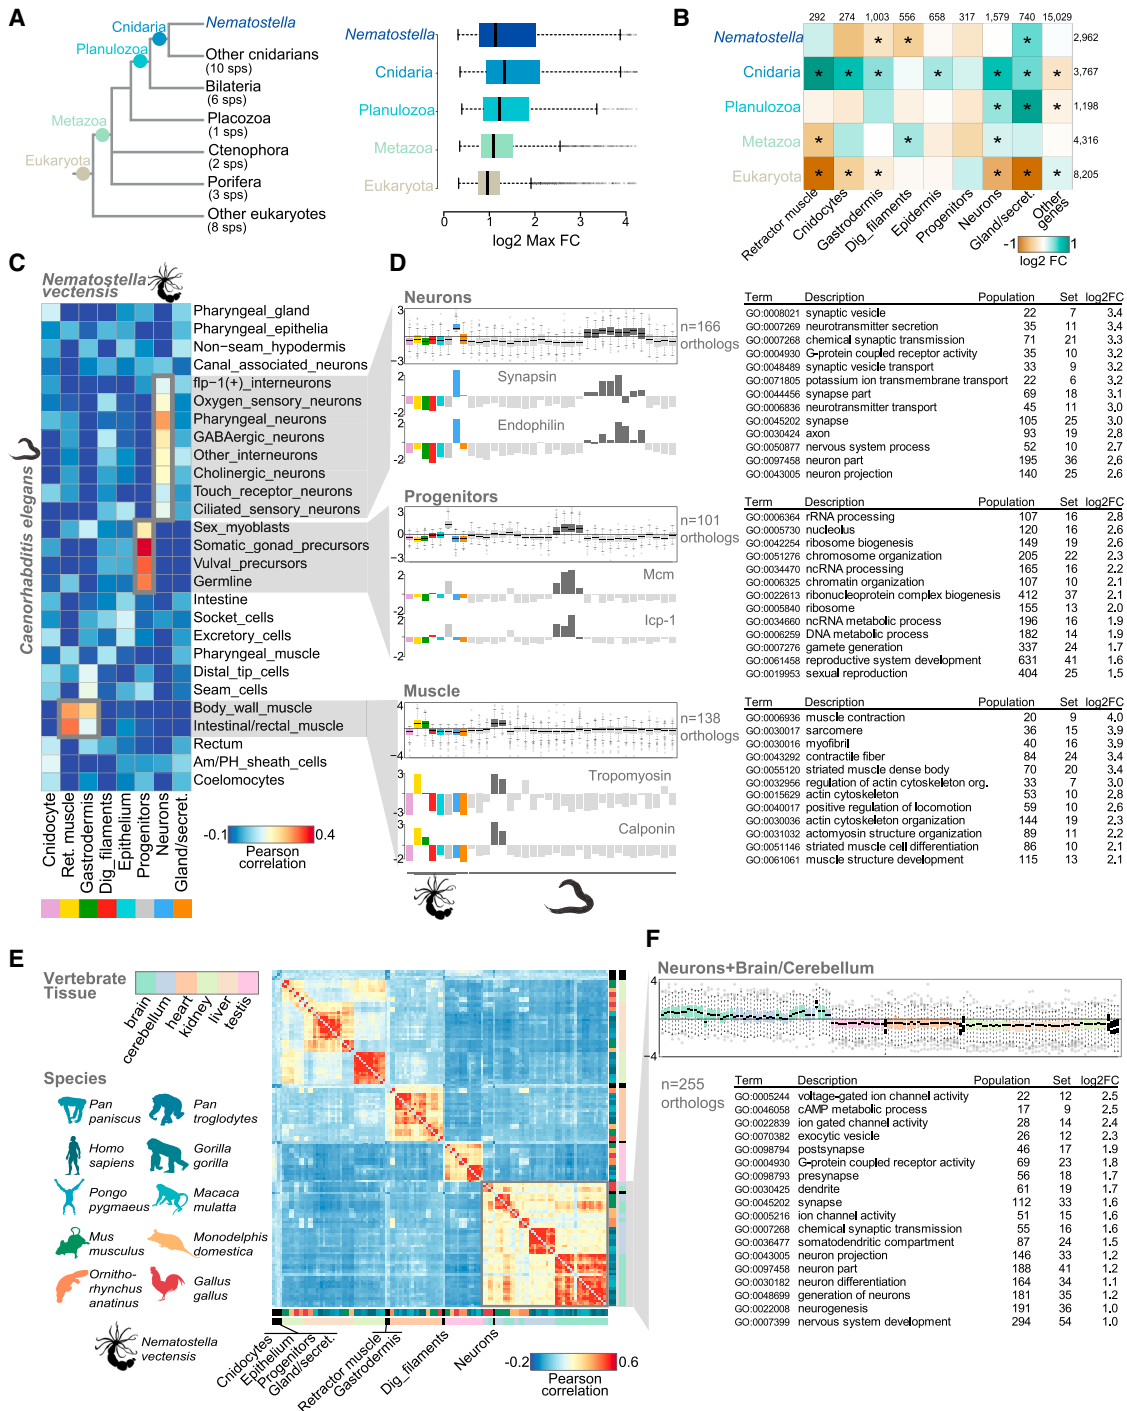 A
Cnidaria
Nematostella
Planulozoa
Other cnidarians
(10 sps)
Bilateria
(6 sps)
Metazoa
Placozoa
(1 sps)
Ctenophora
(2 sps)
Eukaryota
Porifera
(3 sps)
Other eukaryotes
(8 sps)
Nematostella
Cnidaria
Planulozoa
Metazoa
Eukaryota
0 1 2 3 4
log2 Max FC
B
292 274 1,003 556 658 317 1,579 740 15,029
Nematostella * * * 2,962
Cnidaria * * * * * * * 3,767
Planulozoa * * * 1,198
Metazoa * * * 4,316
Eukaryota * * * * * * 8,205
Retractor muscle
Cnidocytes
Gastrodermis
Dig_filaments
Epidermis
Progenitors
Neurons
Gland/secret.
Other genes
-1 1
log2 FC
C
Nematostella
vectensis
Caenorhabditis elegans
Pharyngeal_gland
Pharyngeal_epithelia
Non-seam_hypodermis
Canal_associated_neurons
flp-1(+)_interneurons
Oxygen_sensory_neurons
Pharyngeal_neurons
GABAergic_neurons
Other_interneurons
Cholinergic_neurons
Touch_receptor_neurons
Ciliated_sensory_neurons
Sex_myoblasts
Somatic_gonad_precursors
Vulval_precursors
Germline
Intestine
Socket_cells
Excretory_cells
Pharyngeal_muscle
Distal_tip_cells
Seam_cells
Body_wall_muscle
Intestinal/rectal_muscle
Rectum
Am/PH_sheath_cells
Coelomocytes
Cnidocyte
Ret. muscle
Gastrodermis
Dig_filaments
Epithelium
Progenitors
Neurons
Gland/secret.
-0.1 0.4
Pearson
correlation
D
Neurons
3
-3
n=166
orthologs
2
-2
Synapsin
2
-2
Endophilin
Progenitors
3
0
-3
n=101
orthologs
2
-2
Mcm
2
-2
Icp-1
Muscle
4
-4
n=138
orthologs
3
-2
Tropomyosin
3
-2
Calponin
Term Description Population Set log2FC
GO:0008021 synaptic vesicle 22 7 3.4
GO:0007269 neurotransmitter secretion 35 11 3.4
GO:0007268 chemical synaptic transmission 71 21 3.3
GO:0004930 G-protein coupled receptor activity 35 10 3.2
GO:0048489 synaptic vesicle transport 33 9 3.2
GO:0071805 potassium ion transmembrane transport 22 6 3.2
GO:0044456 synapse part 69 18 3.1
GO:0006836 neurotransmitter transport 45 11 3.0
GO:0045202 synapse 105 25 3.0
GO:0030424 axon 93 19 2.8
GO:0050877 nervous system process 52 10 2.7
GO:0097458 neuron part 195 36 2.6
GO:0043005 neuron projection 140 25 2.6
Term Description Population Set log2FC
GO:0006364 rRNA processing 107 16 2.8
GO:0005730 nucleolus 120 16 2.6
GO:0042254 ribosome biogenesis 149 19 2.6
GO:0051276 chromosome organization 205 22 2.3
GO:0034470 ncRNA processing 165 16 2.2
GO:0006325 chromatin organization 107 10 2.1
GO:0022613 ribonucleoprotein complex biogenesis 412 37 2.1
GO:0005840 ribosome 155 13 2.0
GO:0034660 ncRNA metabolic process 196 16 1.9
GO:0006259 DNA metabolic process 182 14 1.9
GO:0007276 gamete generation 337 24 1.7
GO:0061458 reproductive system development 631 41 1.6
GO:0019953 sexual reproduction 404 25 1.5
Term Description Population Set log2FC
GO:0006936 muscle contraction 20 9 4.0
GO:0030017 sarcomere 36 15 3.9
GO:0030016 myofibril 40 16 3.9
GO:0043292 contractile fiber 84 24 3.4
GO:0055120 striated muscle dense body 70 20 3.4
GO:0032956 regulation of actin cytoskeleton org. 33 7 3.0
GO:0015629 actin cytoskeleton 53 10 2.8
GO:0040017 positive regulation of locomotion 59 10 2.6
GO:0030036 actin cytoskeleton organization 144 19 2.3
GO:0031032 actomyosin structure organization 89 11 2.2
GO:0051146 striated muscle cell differentiation 86 10 2.1
GO:0061061 muscle structure development 115 13 2.1
E
Vertebrate
Tissue
brain
cerebellum
heart
kidney
liver
testis
Species
Pan
paniscus
Pan
troglodytes
Homo
sapiens
Gorilla
gorilla
Pongo
pygmaeus
Macaca
mulatta
Mus
musculus
Monodelphis
domestica
Ornitho-
rhynchus
anatinus
Gallus
gallus
Nematostella
vectensis
Cnidocytes
Epithelium
Progenitors
Gland/secret.
Retractor muscle
Gastrodermis
Dig_filaments
Neurons
-0.2 0.6
Pearson
correlation
F
Neurons+Brain/Cerebellum
4
-4
n=255
orthologs
Term Description Population Set log2FC
GO:0005244 voltage-gated ion channel activity 22 12 2.5
GO:0046058 cAMP metabolic process 17 9 2.5
GO:0022839 ion gated channel activity 28 14 2.4
GO:0070382 exocytic vesicle 26 12 2.3
GO:0098794 postsynapse 46 17 1.9
GO:0004930 G-protein coupled receptor activity 69 23 1.8
GO:0098793 presynapse 56 18 1.7
GO:0030425 dendrite 61 19 1.7
GO:0045202 synapse 112 33 1.6
GO:0005216 ion channel activity 51 15 1.6
GO:0007268 chemical synaptic transmission 55 16 1.6
GO:0036477 somatodendritic compartment 87 24 1.5
GO:0043005 neuron projection 146 33 1.2
GO:0097458 neuron part 188 41 1.2
GO:0030182 neuron differentiation 164 34 1.1
GO:0048699 generation of neurons 181 35 1.2
GO:0022008 neurogenesis 191 36 1.0
GO:0007399 nervous system development 294 54 1.0